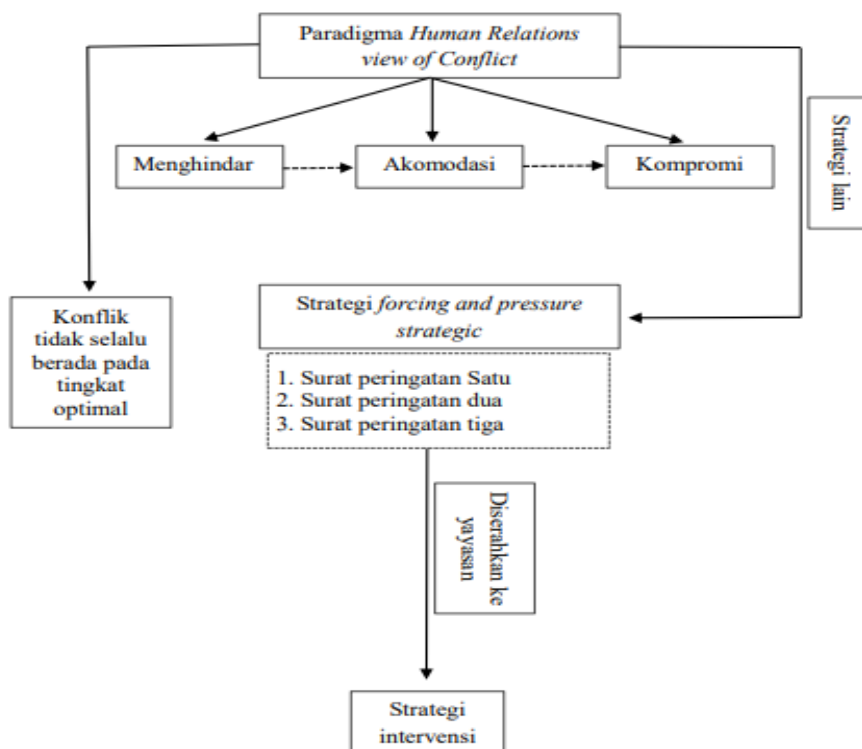 Paradigma Human Relations
view of Conflict
Menghindar
Akomodasi
Kompromi
Strategi lain
Konflik
tidak selalu
berada pada
tingkat
optimal
Strategi forcing and pressure
strategic
1. Surat peringatan Satu
2. Surat peringatan dua
3. Surat peringatan tiga
Diserahkan ke
yayasan
Strategi
intervensi